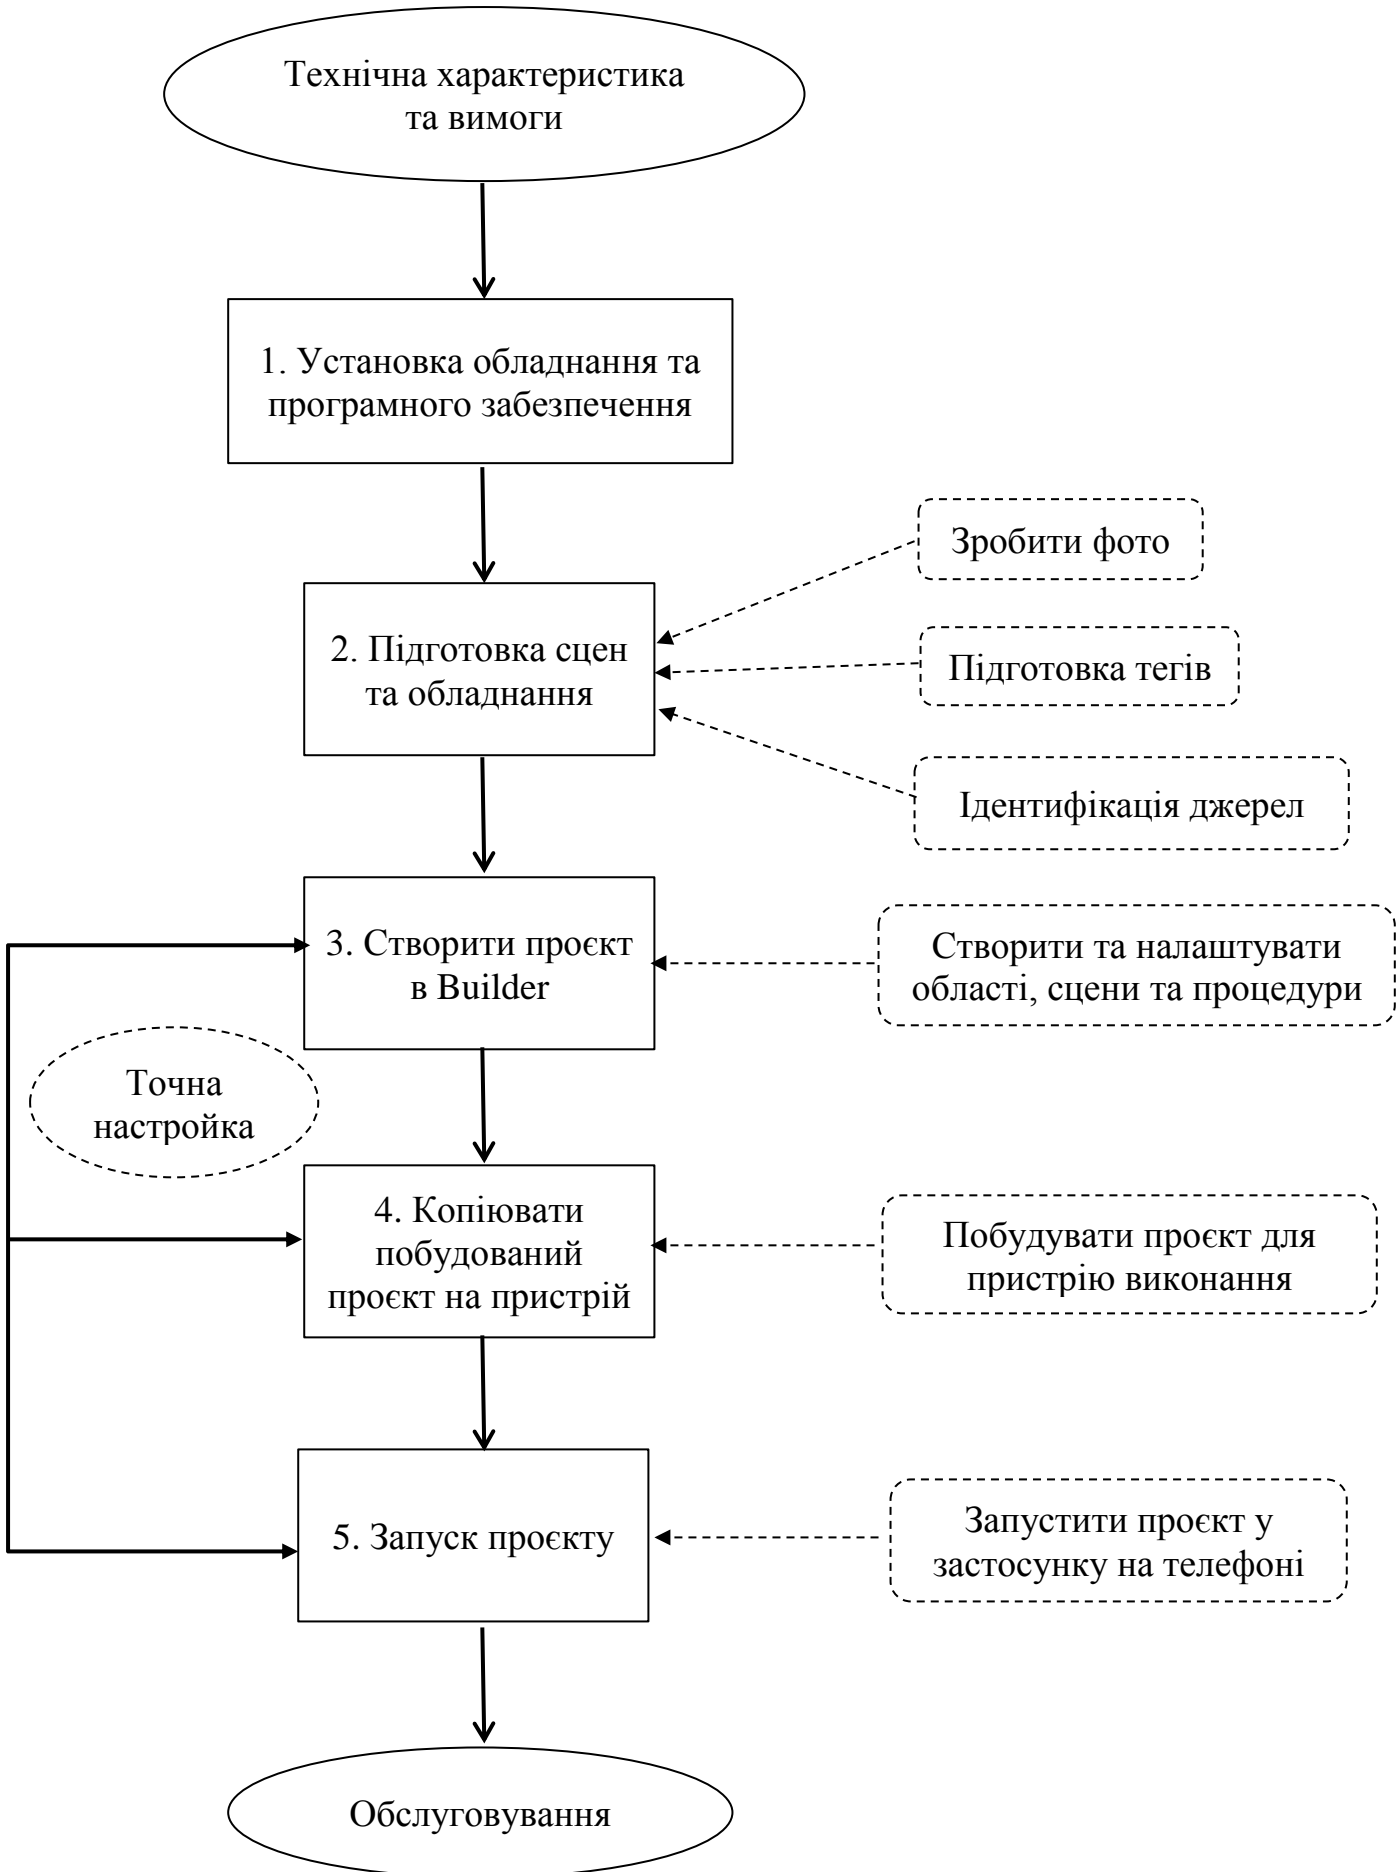 Технічна характеристика
та вимоги
1. Установка обладнання та
програмного забезпечення
Зробити фото
2. Підготовка сцен
та обладнання
Підготовка тегів
Ідентифікація джерел
3. Створити проєкт
в Builder
Створити та налаштувати
області, сцени та процедури
Точна
настройка
4. Копіювати
побудований
проєкт на пристрій
Побудувати проєкт для
пристрію виконання
5. Запуск проєкту
Запустити проєкт у
застосунку на телефоні
Обслуговування